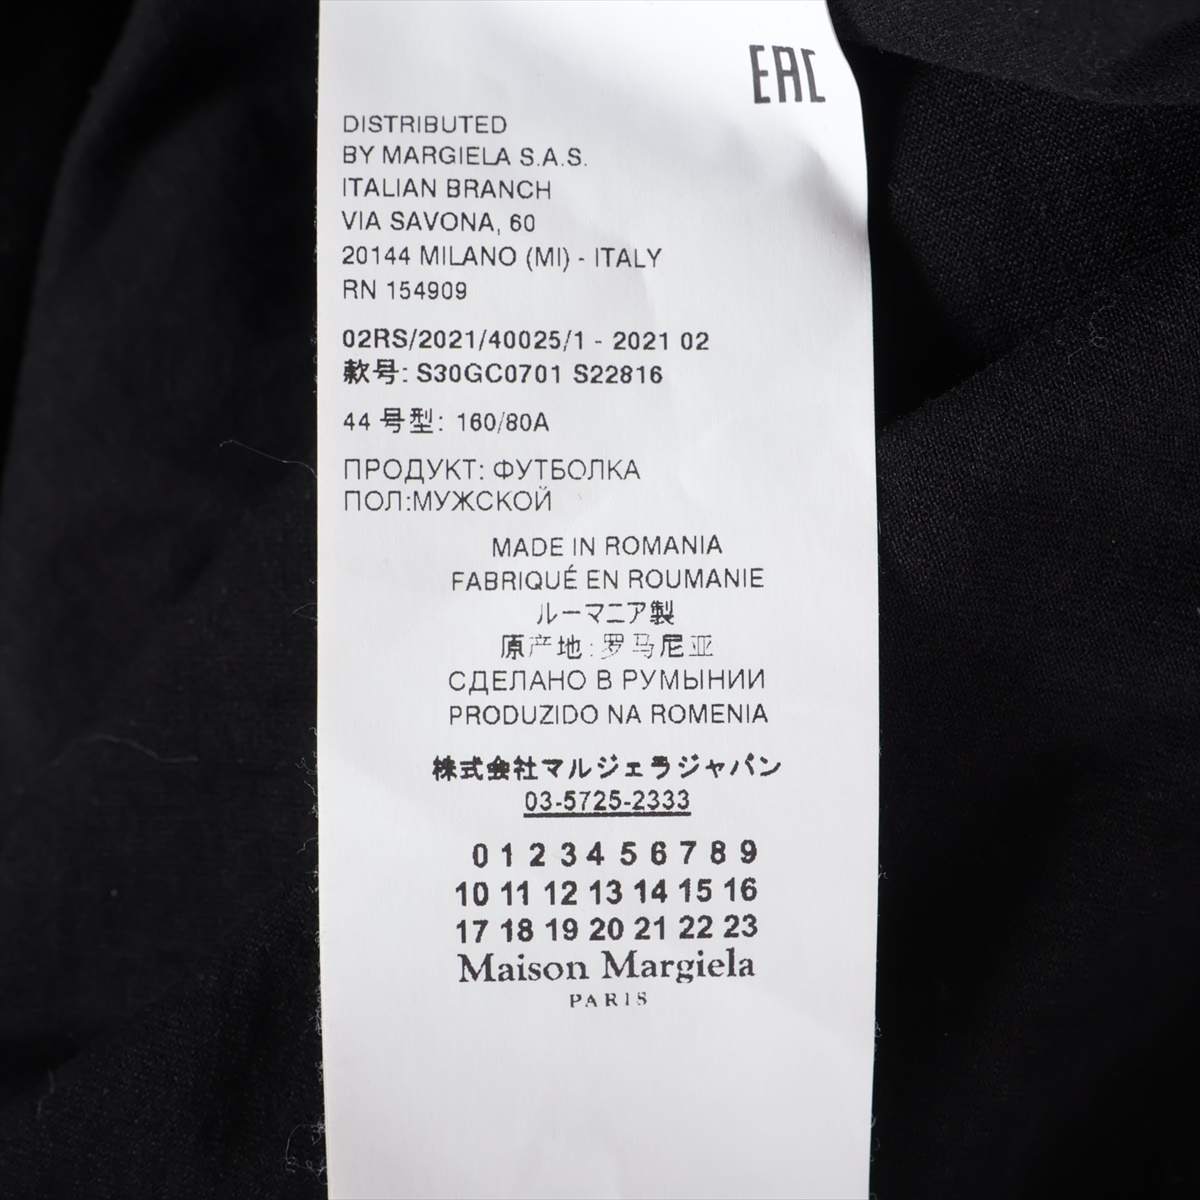 EAC
DISTRIBUTED
BY MARGIELA S.A.S.
ITALIAN BRANCH
VIA SAVONA, 60
20144 MILANO (MI) - ITALY
RN 154909
02RS/2021/40025/1 - 2021 02
款号: S30GC0701 S22816
44 号型: 160/80A
ПРОДУКТ: ФУТБОЛКА
ПОЛ:МУЖСКОЙ
MADE IN ROMANIA
FABRIQUÉ EN ROUMANIE
ルーマニア製
原产地: 罗马尼亚
СДЕЛАНО В РУМЫНИИ
PRODUZIDO NA ROMENIA
株式会社マルジェラジャパン
03-5725-2333
0 1 2 3 4 5 6 7 8 9
10 11 12 13 14 15 16
17 18 19 20 21 22 23
Maison Margiela
PARIS